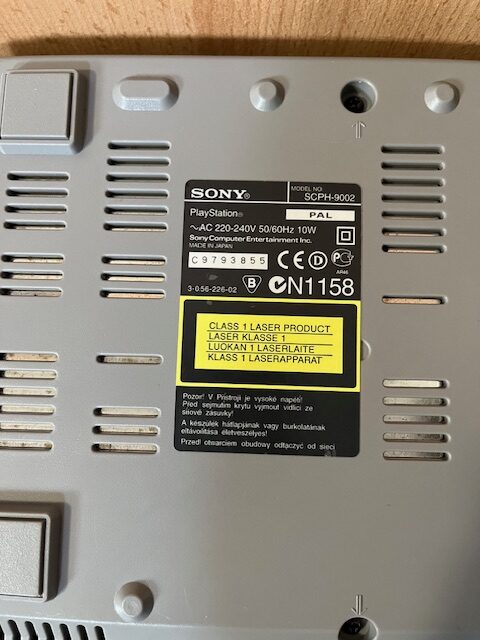 SONY®
MODEL NO.
SCPH-9002
PlayStation®
PAL
～AC 220-240V 50/60Hz 10W
Sony Computer Entertainment Inc.
MADE IN JAPAN
C9793855
CE
D
PC
AR46
3-056-226-02
B
N1158
CLASS 1 LASER PRODUCT
LASER KLASSE 1
LUOKAN 1 LASERLAITE
KLASS 1 LASERAPPARAT
Pozor! V Přístroji je vysoké napětí!
Před sejmutím krytu vyjmout vidlici ze
síťové zásuvky!
A készülék hátlapjának vagy burkolatának
eltávolítása életveszélyes!
Przed otwarciem obudowy odłączyć od sieci